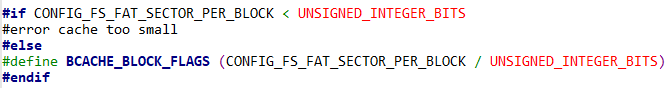 #if CONFIG_FS_FAT_SECTOR_PER_BLOCK < UNSIGNED_INTEGER_BITS
#error cache too small
#else
#define BCACHE_BLOCK_FLAGS (CONFIG_FS_FAT_SECTOR_PER_BLOCK / UNSIGNED_INTEGER_BITS)
#endif